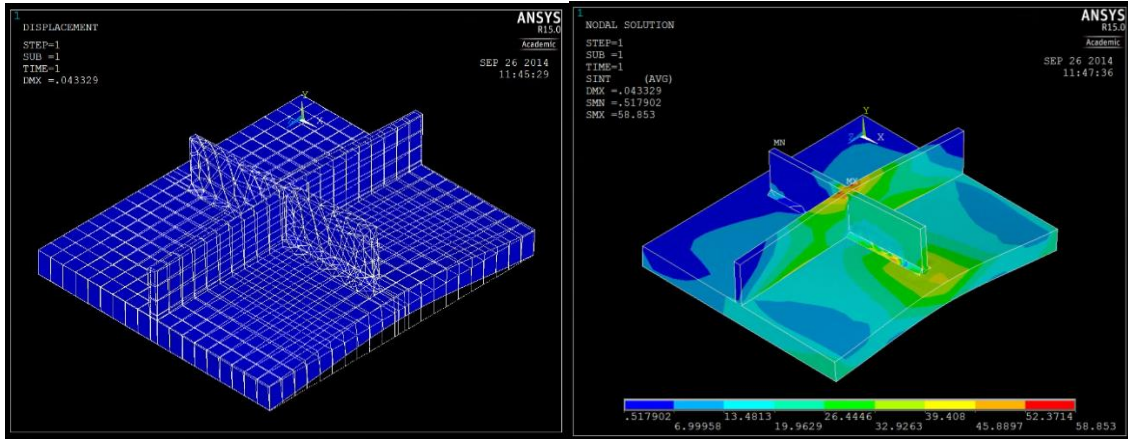 1
DISPLACEMENT
STEP=1
SUB =1
TIME=1
DMX =.043329
ANSYS
R15.0
Academic
SEP 26 2014
11:45:29
Y
X
1
NODAL SOLUTION
STEP=1
SUB =1
TIME=1
SINT (AVG)
DMX =.043329
SMN =.517902
SMX =58.853
ANSYS
R15.0
Academic
SEP 26 2014
11:47:36
Y
Z X
MN
MX
.517902 13.4813 26.4446 39.408 52.3714
6.99958 19.9629 32.9263 45.8897 58.853